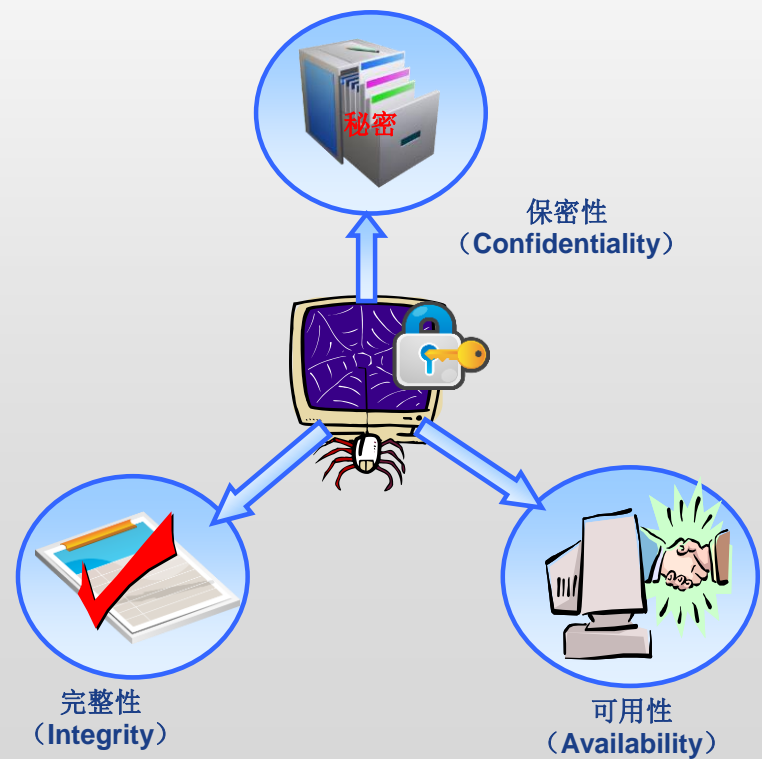 秘密
保密性
（Confidentiality）
完整性
（Integrity）
可用性
（Availability）